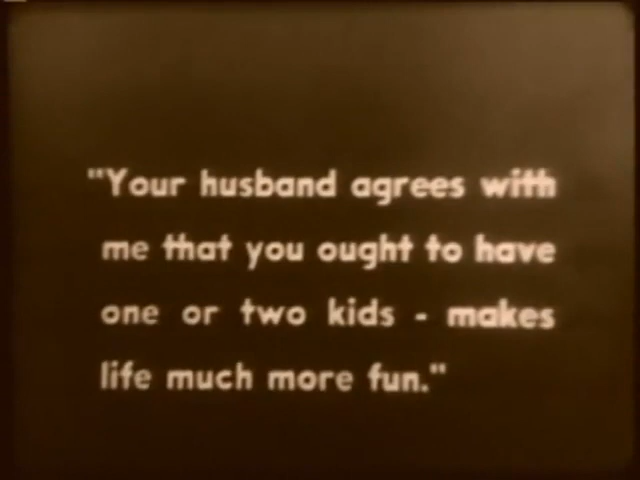 "Your husband agrees with
me that you ought to have
one or two kids - makes
life much more fun."